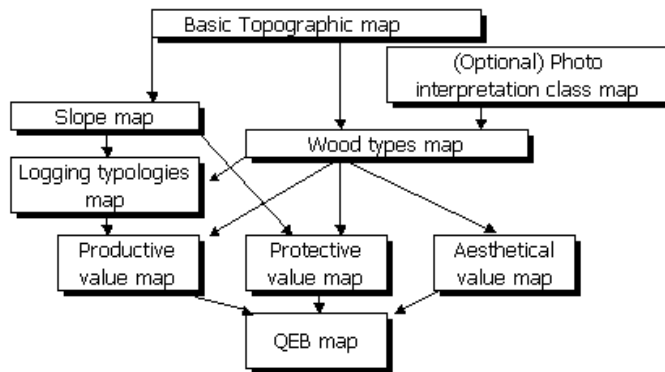 Basic Topographic map
(Optional) Photo
interpretation class map
Slope map
Wood types map
Logging typologies
map
Productive
value map
Protective
value map
Aesthetical
value map
QEB map